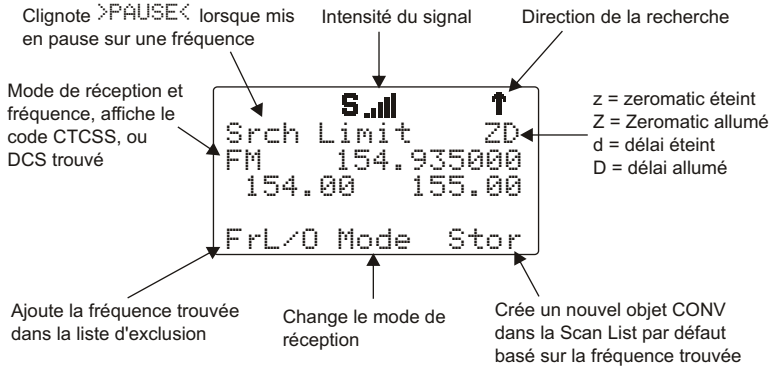 Clignote >PAUSE< lorsque mis
en pause sur une fréquence
Intensité du signal
Direction de la recherche
Mode de réception et
fréquence, affiche le
code CTCSS, ou
DCS trouvé
S
Srch Limit ZD
FM 154.935000
154.00 155.00
FrL/O Mode Stor
z = zeromatic éteint
Z = Zeromatic allumé
d = délai éteint
D = délai allumé
Ajoute la fréquence trouvée
dans la liste d'exclusion
Change le mode de
réception
Crée un nouvel objet CONV
dans la Scan List par défaut
basé sur la fréquence trouvée